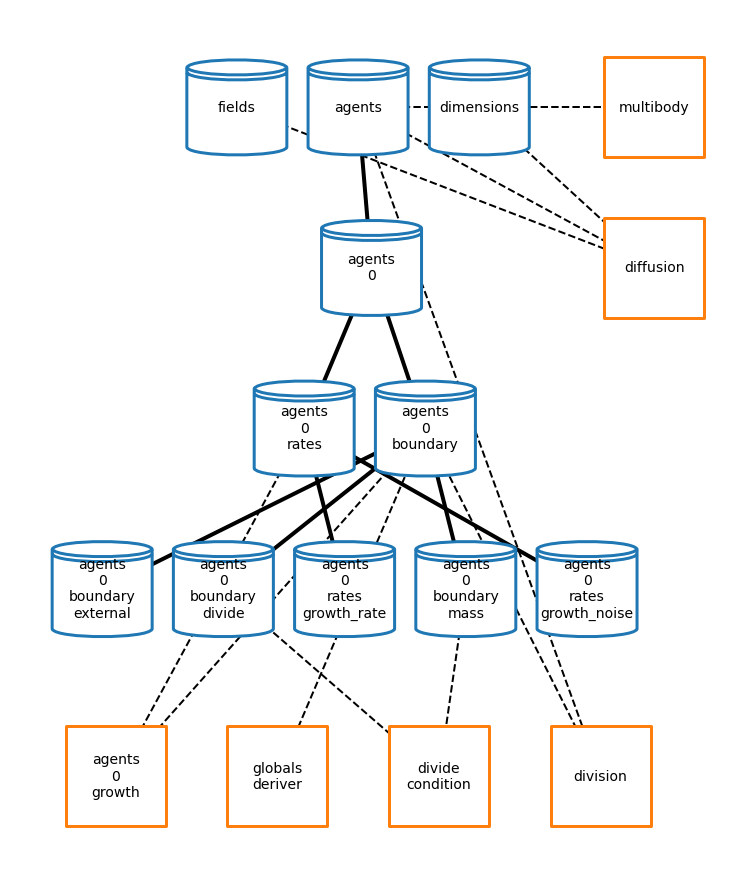 fields
agents
dimensions
multibody
agents
0
diffusion
agents
0
rates
agents
0
boundary
agents
0
boundary
external
agents
0
boundary
divide
agents
0
rates
growth_rate
agents
0
boundary
mass
agents
0
rates
growth_noise
agents
0
growth
globals
deriver
divide
condition
division